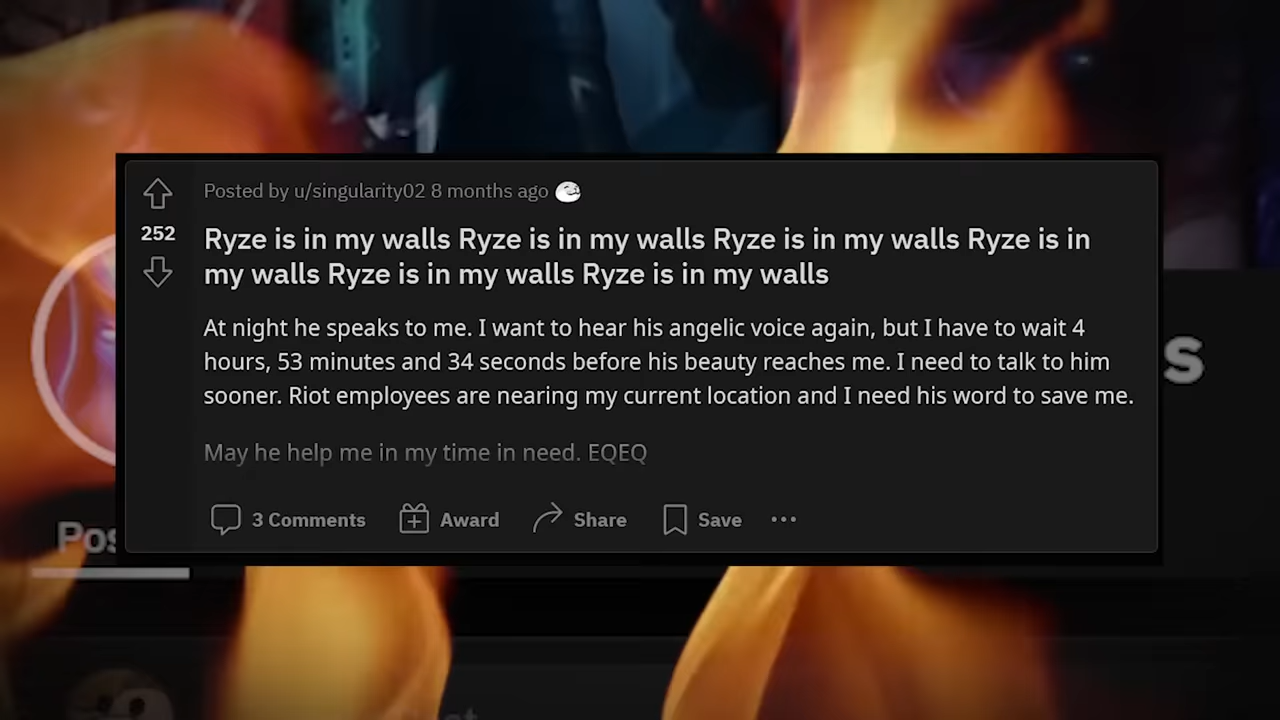 Posted by u/singularity02 8 months ago
252
Ryze is in my walls Ryze is in my walls Ryze is in my walls Ryze is in
my walls Ryze is in my walls Ryze is in my walls
At night he speaks to me. I want to hear his angelic voice again, but I have to wait 4
hours, 53 minutes and 34 seconds before his beauty reaches me. I need to talk to him
sooner. Riot employees are nearing my current location and I need his word to save me.
May he help me in my time in need. EQEQ
3 Comments Award Share Save
Pos
s